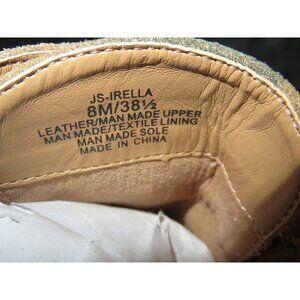 JS-IRELLA
8M/38½
LEATHER/MAN MADE UPPER
MAN MADE/TEXTILE LINING
MAN MADE SOLE
MADE IN CHINA